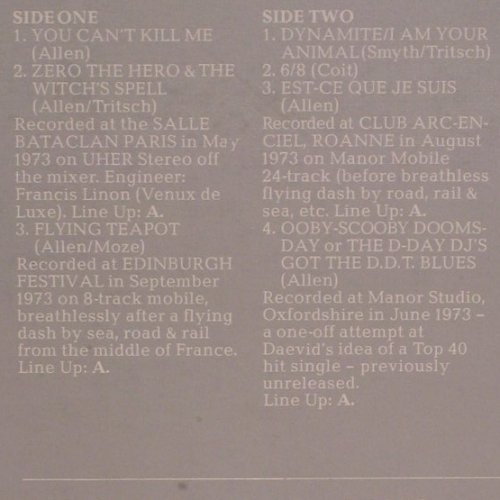 SIDE ONE
1. YOU CAN'T KILL ME
(Allen)
2. ZERO THE HERO & THE
WITCH'S SPELL
(Allen/Tritsch)
Recorded at the SALLE
BATACLAN PARIS in May
1973 on UHER Stereo off
the mixer. Engineer:
Francis Linon (Venux de
Luxe). Line Up: A.
3. FLYING TEAPOT
(Allen/Moze)
Recorded at EDINBURGH
FESTIVAL in September
1973 on 8-track mobile,
breathlessly after a flying
dash by sea, road & rail
from the middle of France.
Line Up: A.
SIDE TWO
1. DYNAMITE/I AM YOUR
ANIMAL (Smyth/Tritsch)
2. 6/8 (Coit)
3. EST-CE QUE JE SUIS
(Allen)
Recorded at CLUB ARC-EN-
CIEL, ROANNE in August
1973 on Manor Mobile
24-track (before breathless
flying dash by road, rail &
sea, etc. Line Up: A.
4. OOBY-SCOOBY DOOMS-
DAY or THE D-DAY DJ'S
GOT THE D.D.T. BLUES
(Allen)
Recorded at Manor Studio,
Oxfordshire in June 1973 –
a one-off attempt at
Daevid's idea of a Top 40
hit single – previously
unreleased.
Line Up: A.